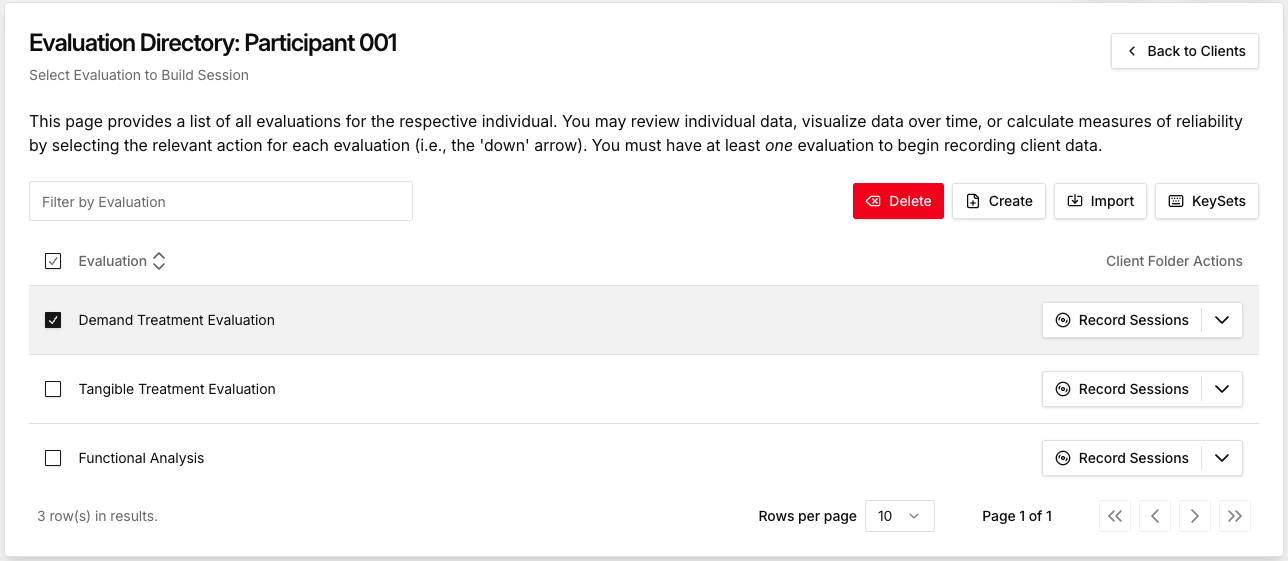 Evaluation Directory: Participant 001
Back to Clients
Select Evaluation to Build Session
This page provides a list of all evaluations for the respective individual. You may review individual data, visualize data over time, or calculate measures of reliability
by selecting the relevant action for each evaluation (i.e., the 'down' arrow). You must have at least one evaluation to begin recording client data.
Filter by Evaluation
Delete
Create
Import
KeySets
Evaluation
Client Folder Actions
Demand Treatment Evaluation
Record Sessions
Tangible Treatment Evaluation
Record Sessions
Functional Analysis
Record Sessions
3 row(s) in results.
Rows per page
10
Page 1 of 1